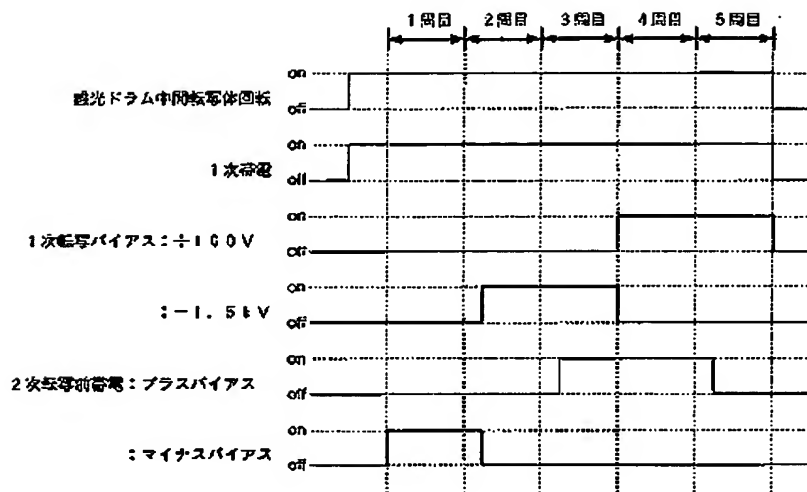 1周目 2周目 3周目 4周目 5周目
感光ドラム中間転写体回転
on
off
1次帯電
on
off
1次転写バイアス:+100V
on
off
:-1.5kV
on
off
2次転写前帯電:プラスバイアス
on
off
:マイナスバイアス
on
off